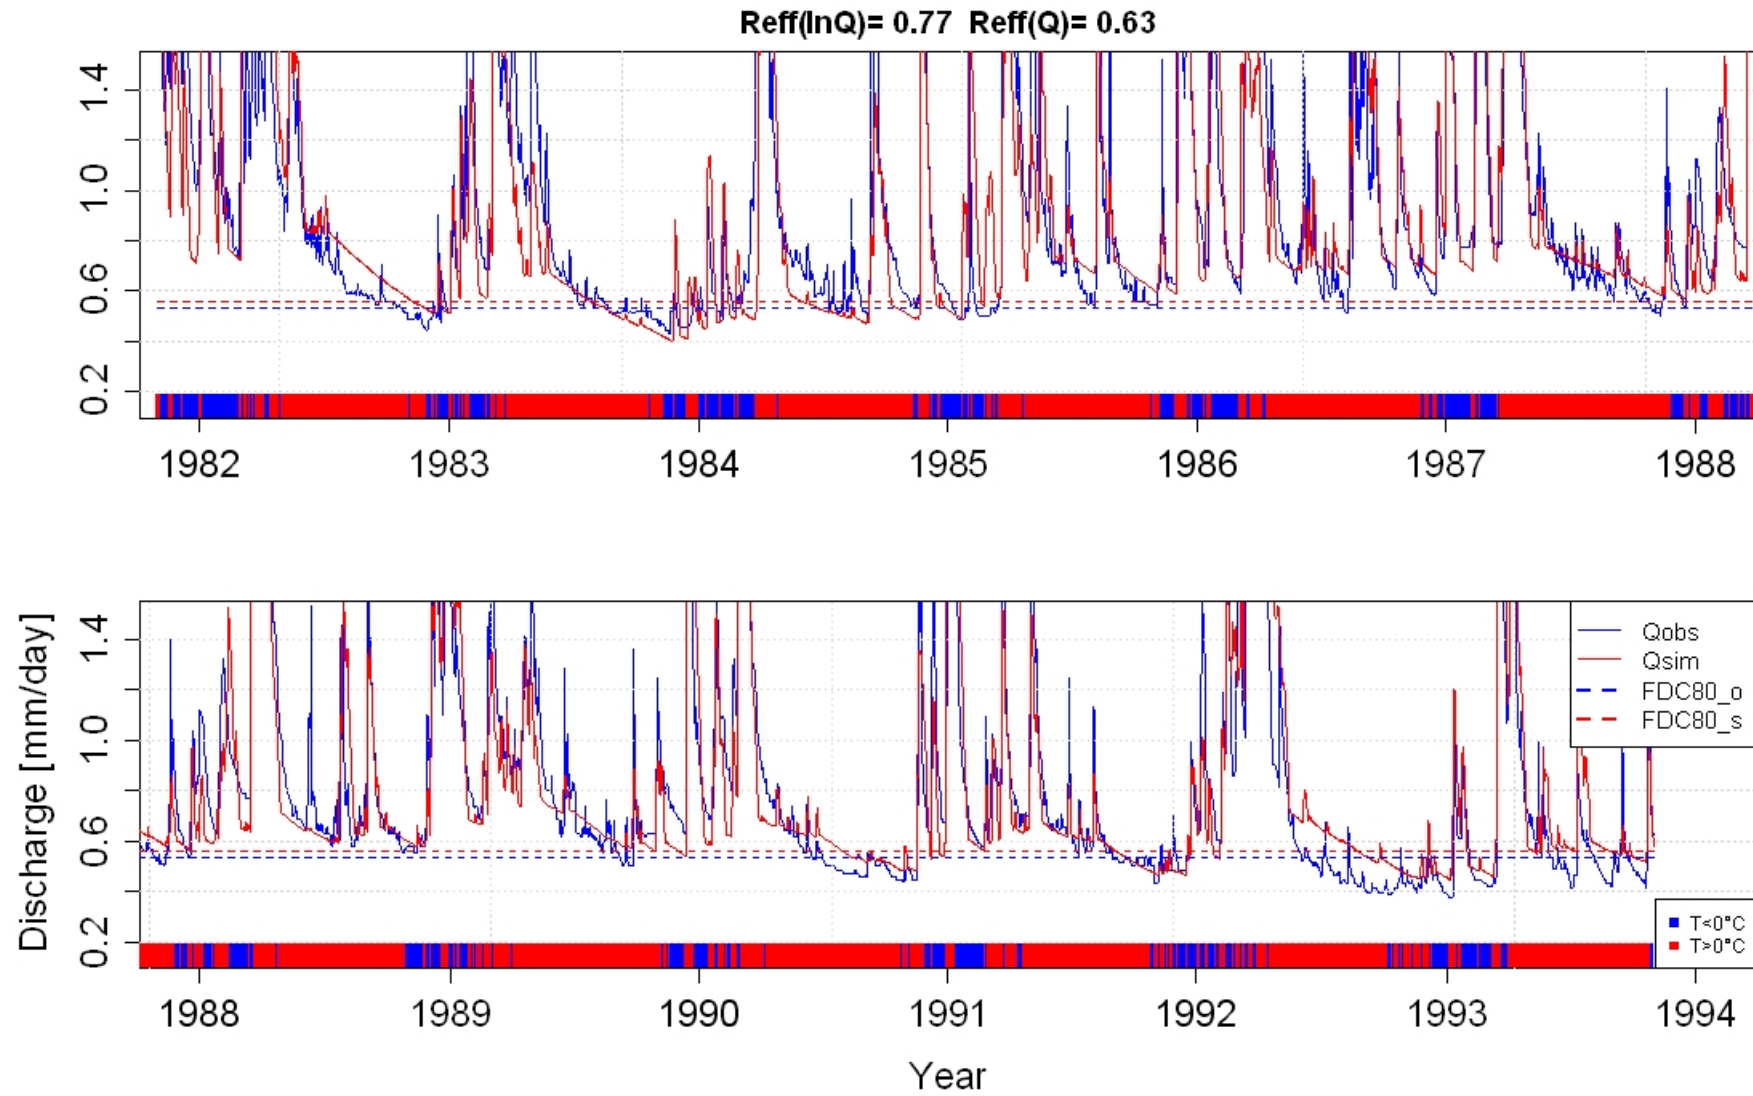 Reff(lnQ)= 0.77 Reff(Q)= 0.63
1.4
1.0
0.6
0.2
1982 1983 1984 1985 1986 1987 1988
Discharge [mm/day]
1.4
1.0
0.6
0.2
Qobs
Qsim
FDC80_o
FDC80_s
T<0°C
T>0°C
1988 1989 1990 1991 1992 1993 1994
Year